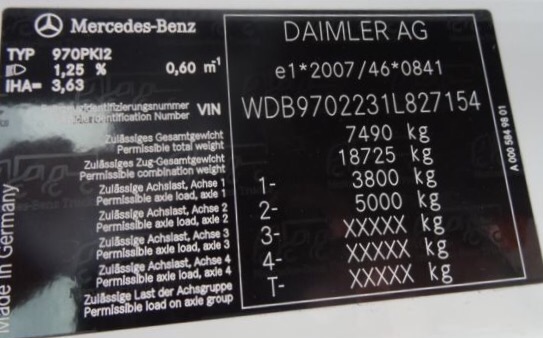 Mercedes-Benz
TYP 970PKI2
1,25 % 0,60 m⁻¹
IHA= 3,63
DAIMLER AG
e1*2007/46*0841
VIN WDB9702231L827154
Zulässiges Gesamtgewicht
Permissible total weight
7490 kg
Zulässiges Zug-Gesamtgewicht
Permissible combination weight
18725 kg
Zulässige Achslast, Achse 1
Permissible axle load, axle 1
1- 3800 kg
Zulässige Achslast, Achse 2
Permissible axle load, axle 2
2- 5000 kg
Zulässige Achslast, Achse 3
Permissible axle load, axle 3
3- XXXXX kg
Zulässige Achslast, Achse 4
Permissible axle load, axle 4
4- XXXXX kg
Zulässige Last der Achsgruppe
Permissible load on axle group
T- XXXXX kg
Made in Germany
A 000 584 98 01